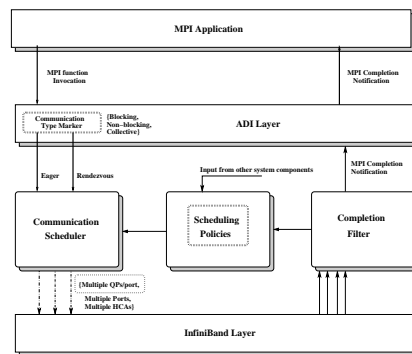 MPI Application
MPI function
Invocation
MPI Completion
Notification
Communication
Type Marker
{Blocking,
Non-blocking,
Collective}
ADI Layer
Eager
Rendezvous
Input from other system components
MPI Completion
Notification
Communication
Scheduler
Scheduling
Policies
Completion
Filter
{Multiple QPs/port,
Multiple Ports,
Multiple HCAs}
InfiniBand Layer